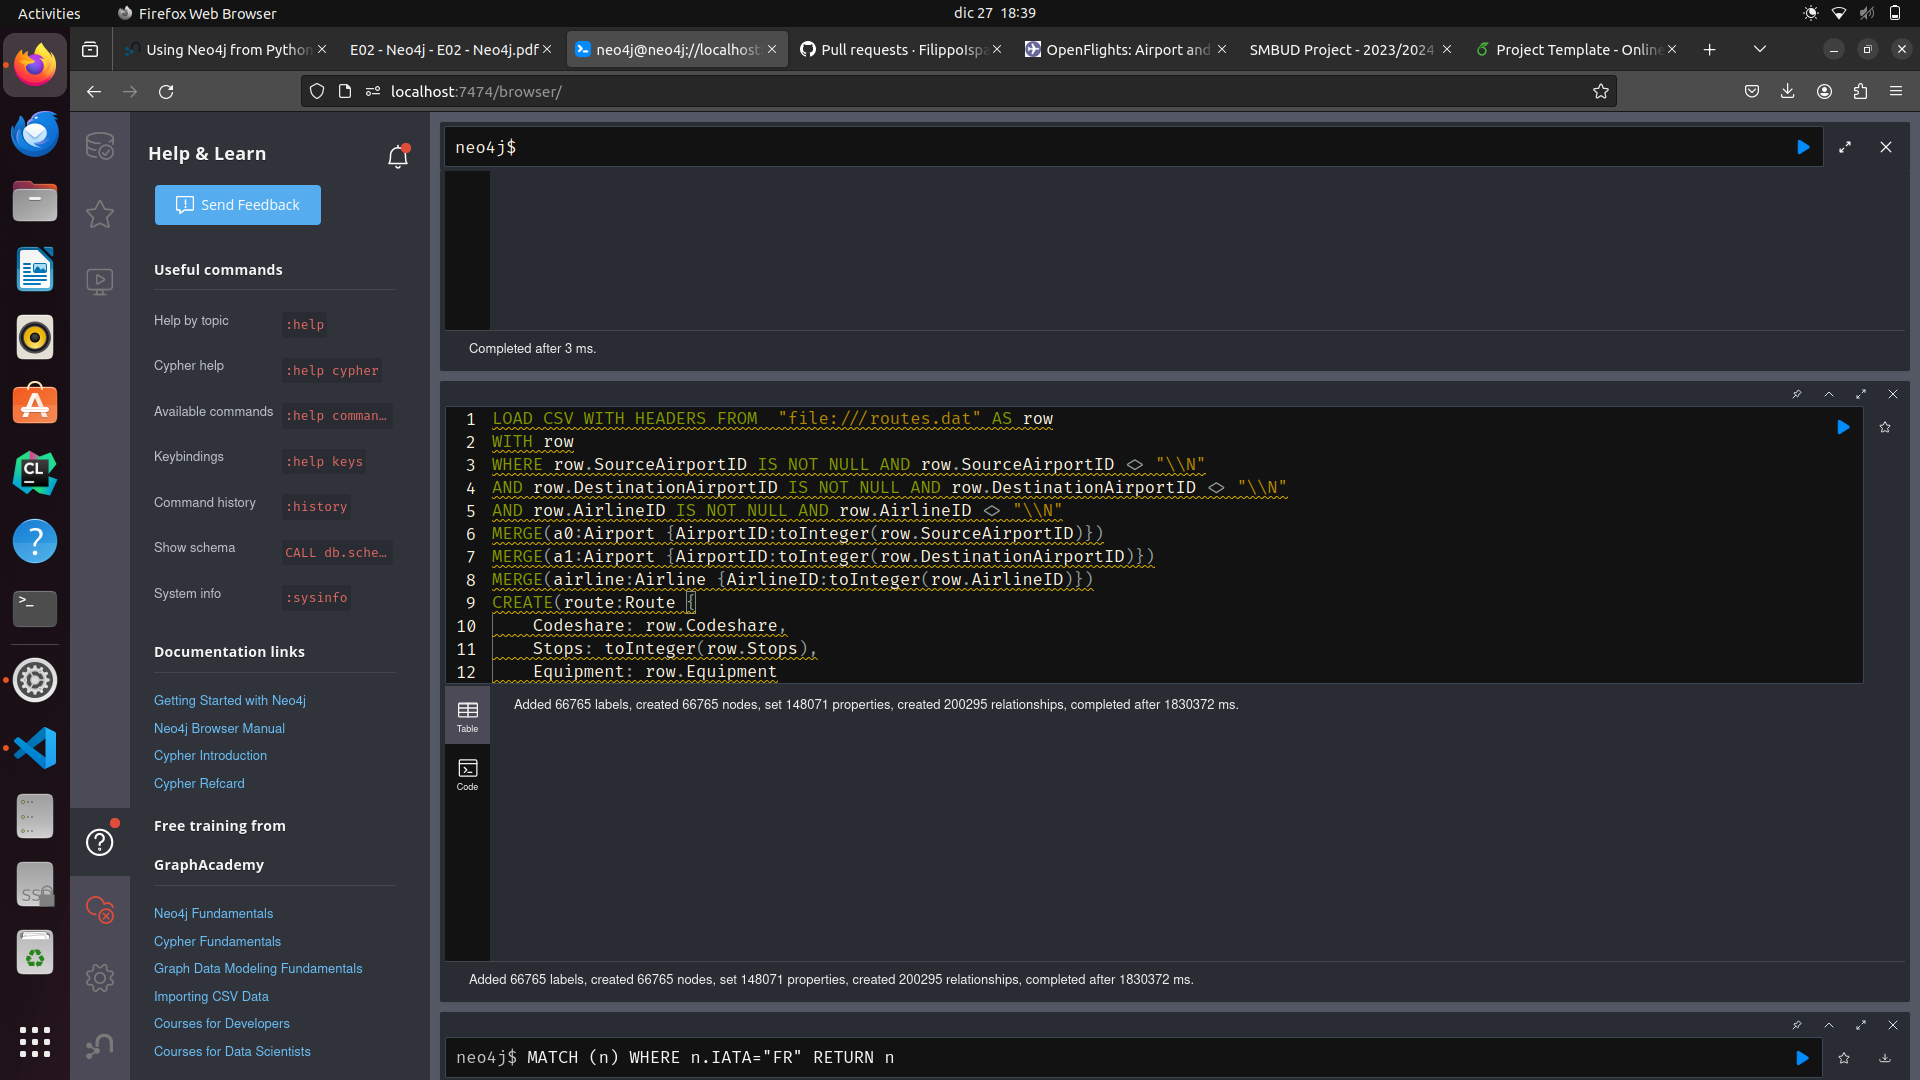 Activities
Firefox Web Browser
dic 27 18:39
Using Neo4j from Python
E02 - Neo4j - E02 - Neo4j.pdf
neo4j@neo4j://localhost:
Pull requests · FilippoIspa
OpenFlights: Airport and
SMBUD Project - 2023/2024
Project Template - Online
localhost:7474/browser/
Help & Learn
Send Feedback
Useful commands
Help by topic :help
Cypher help :help cypher
Available commands :help comman…
Keybindings :help keys
Command history :history
Show schema CALL db.sche…
System info :sysinfo
Documentation links
Getting Started with Neo4j
Neo4j Browser Manual
Cypher Introduction
Cypher Refcard
Free training from
GraphAcademy
Neo4j Fundamentals
Cypher Fundamentals
Graph Data Modeling Fundamentals
Importing CSV Data
Courses for Developers
Courses for Data Scientists
neo4j$
Completed after 3 ms.
1 LOAD CSV WITH HEADERS FROM  "file:///routes.dat" AS row
2 WITH row
3 WHERE row.SourceAirportID IS NOT NULL AND row.SourceAirportID <> "\\N"
4 AND row.DestinationAirportID IS NOT NULL AND row.DestinationAirportID <> "\\N"
5 AND row.AirlineID IS NOT NULL AND row.AirlineID <> "\\N"
6 MERGE(a0:Airport {AirportID:toInteger(row.SourceAirportID)})
7 MERGE(a1:Airport {AirportID:toInteger(row.DestinationAirportID)})
8 MERGE(airline:Airline {AirlineID:toInteger(row.AirlineID)})
9 CREATE(route:Route {
10     Codeshare: row.Codeshare,
11     Stops: toInteger(row.Stops),
12     Equipment: row.Equipment
Table
Code
Added 66765 labels, created 66765 nodes, set 148071 properties, created 200295 relationships, completed after 1830372 ms.
Added 66765 labels, created 66765 nodes, set 148071 properties, created 200295 relationships, completed after 1830372 ms.
neo4j$ MATCH (n) WHERE n.IATA="FR" RETURN n
CL
SS